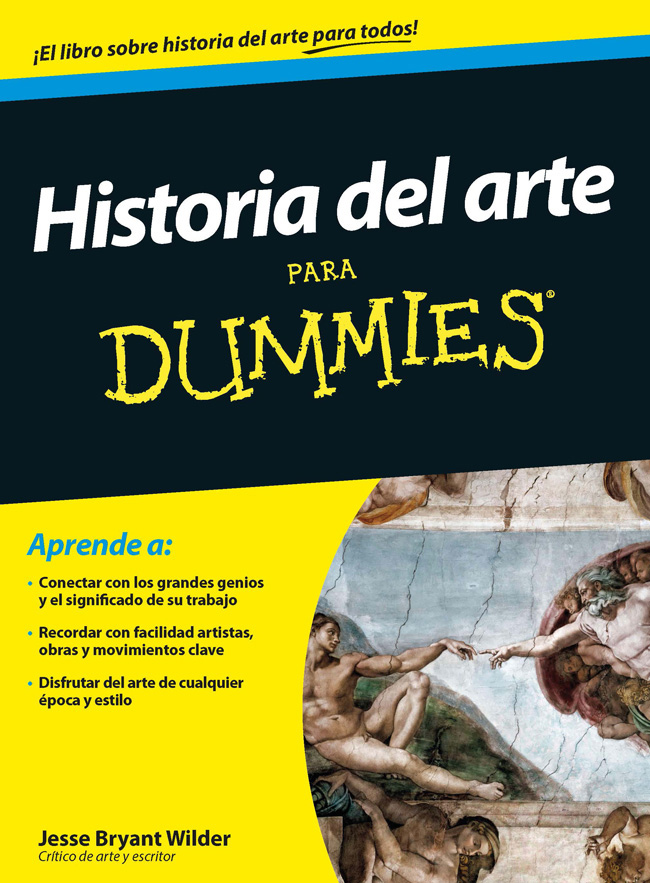 ¡El libro sobre historia del arte para todos!
Historia del arte
PARA
DUMMIES®
Aprende a:
• Conectar con los grandes genios
y el significado de su trabajo
• Recordar con facilidad artistas,
obras y movimientos clave
• Disfrutar del arte de cualquier
época y estilo
Jesse Bryant Wilder
Crítico de arte y escritor